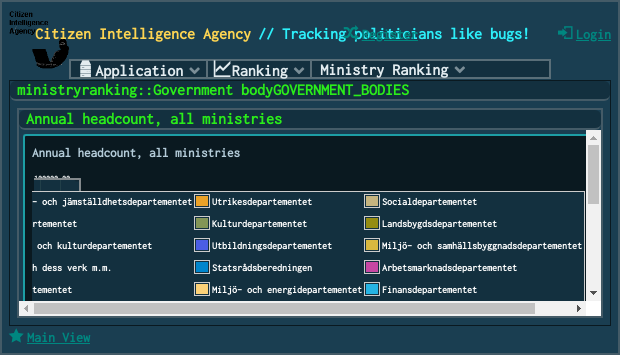 Citizen
Intelligence
Agency
Citizen Intelligence Agency // Tracking politicians like bugs!
Register
Login
Application
Ranking
Ministry Ranking
ministryranking::Government bodyGOVERNMENT_BODIES
Annual headcount, all ministries
Annual headcount, all ministries
- och jämställdhetsdepartementet Utrikesdepartementet Socialdepartementet
rtementet Kulturdepartementet Landsbygdsdepartementet
och kulturdepartementet Utbildningsdepartementet Miljö- och samhällsbyggnadsdepartementet
h dess verk m.m. Statsrådsberedningen Arbetsmarknadsdepartementet
tementet Miljö- och energidepartementet Finansdepartementet
Main View